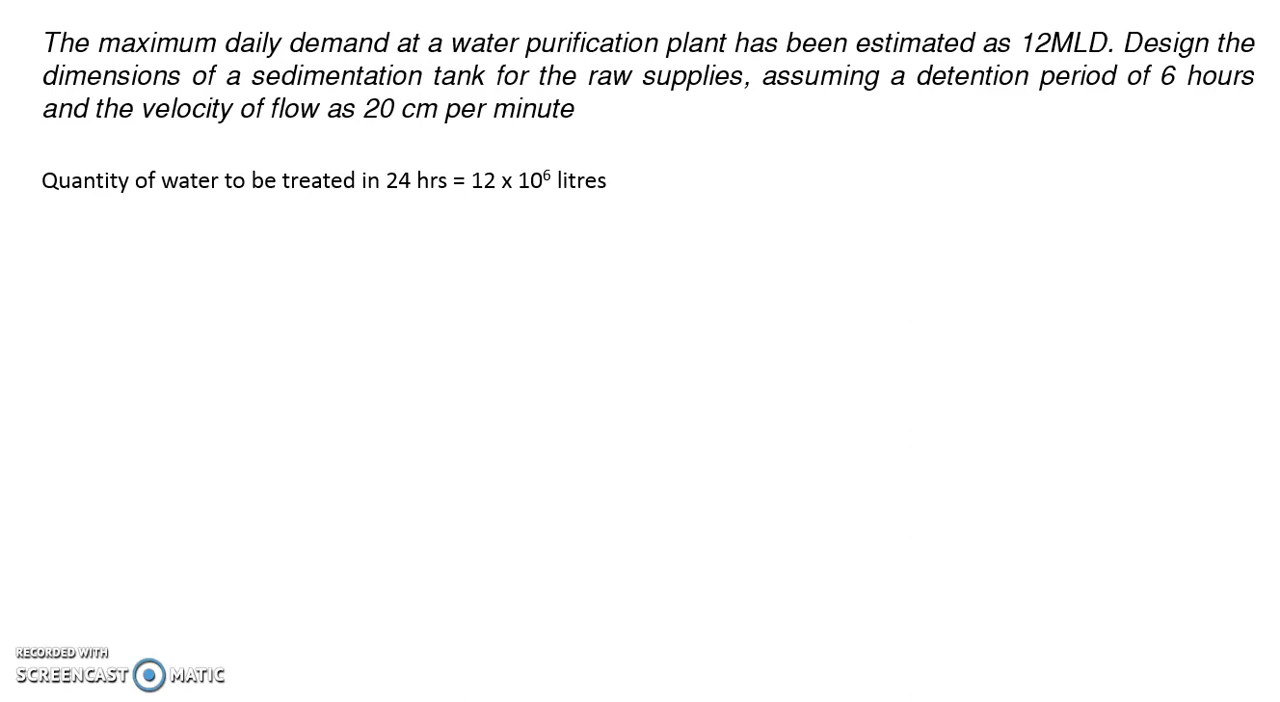 The maximum daily demand at a water purification plant has been estimated as 12MLD. Design the
dimensions of a sedimentation tank for the raw supplies, assuming a detention period of 6 hours
and the velocity of flow as 20 cm per minute
Quantity of water to be treated in 24 hrs = 12 x 10⁶ litres
RECORDED WITH
SCREENCAST MATIC